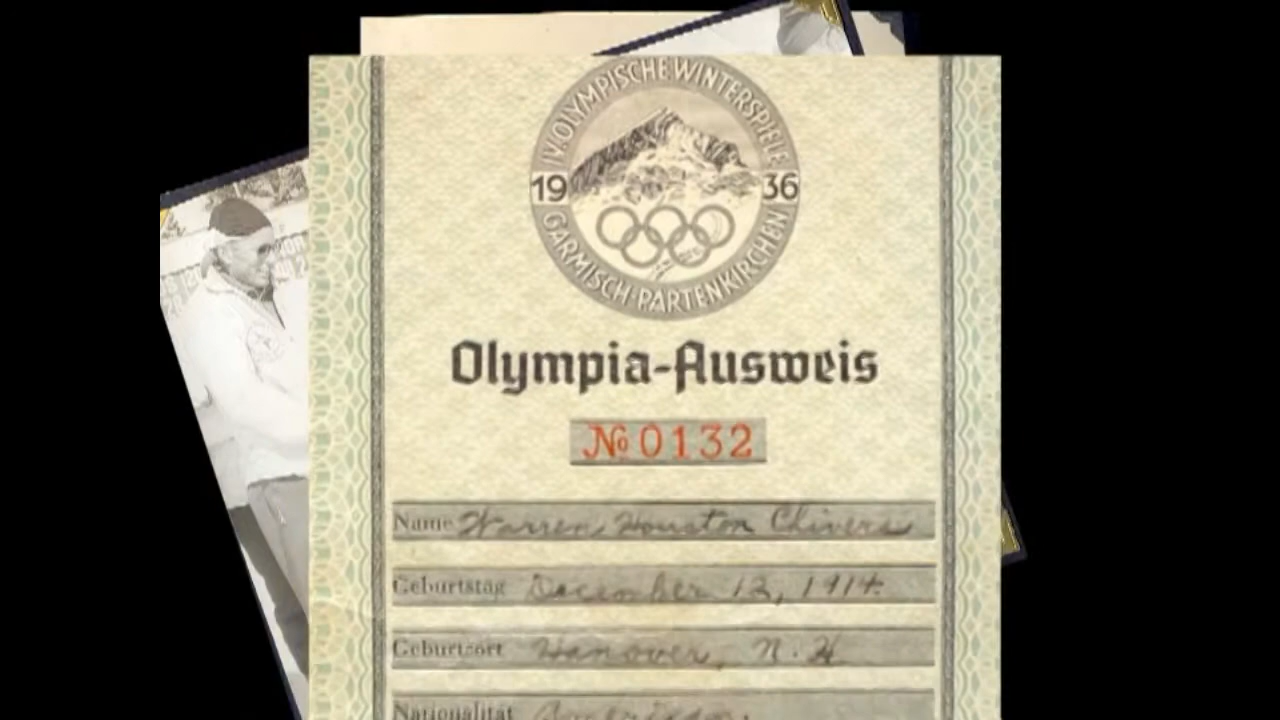 IV. OLYMPISCHE WINTERSPIELE
19 36
GARMISCH-PARTENKIRCHEN
Olympia-Ausweis
№ 0132
Name Warren Houston Chivers
Geburtstag December 13, 1914.
Geburtsort Hanover, N. H.
Nationalität American.